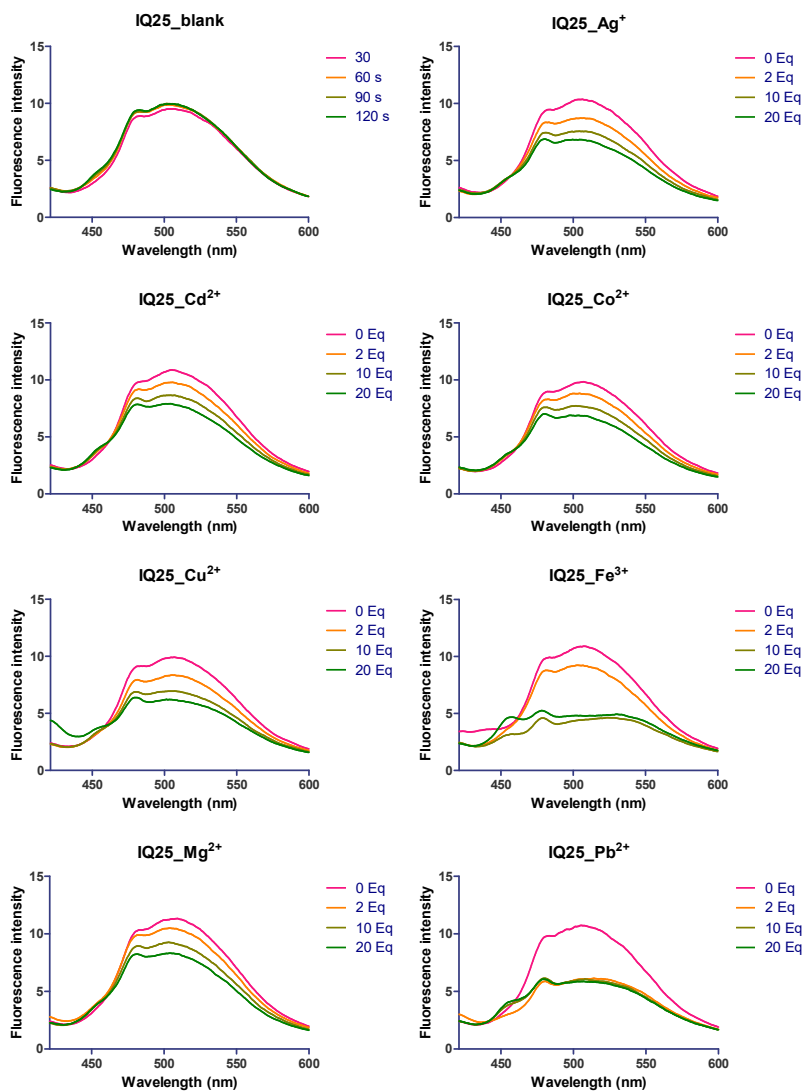 IQ25_blank
Fluorescence intensity
15
10
5
0
450
500
550
600
Wavelength (nm)
30
60 s
90 s
120 s
IQ25_Ag⁺
Fluorescence intensity
15
10
5
0
450
500
550
600
Wavelength (nm)
0 Eq
2 Eq
10 Eq
20 Eq
IQ25_Cd²⁺
Fluorescence intensity
15
10
5
0
450
500
550
600
Wavelength (nm)
0 Eq
2 Eq
10 Eq
20 Eq
IQ25_Co²⁺
Fluorescence intensity
15
10
5
0
450
500
550
600
Wavelength (nm)
0 Eq
2 Eq
10 Eq
20 Eq
IQ25_Cu²⁺
Fluorescence intensity
15
10
5
0
450
500
550
600
Wavelength (nm)
0 Eq
2 Eq
10 Eq
20 Eq
IQ25_Fe³⁺
Fluorescence intensity
15
10
5
0
450
500
550
600
Wavelength (nm)
0 Eq
2 Eq
10 Eq
20 Eq
IQ25_Mg²⁺
Fluorescence intensity
15
10
5
0
450
500
550
600
Wavelength (nm)
0 Eq
2 Eq
10 Eq
20 Eq
IQ25_Pb²⁺
Fluorescence intensity
15
10
5
0
450
500
550
600
Wavelength (nm)
0 Eq
2 Eq
10 Eq
20 Eq